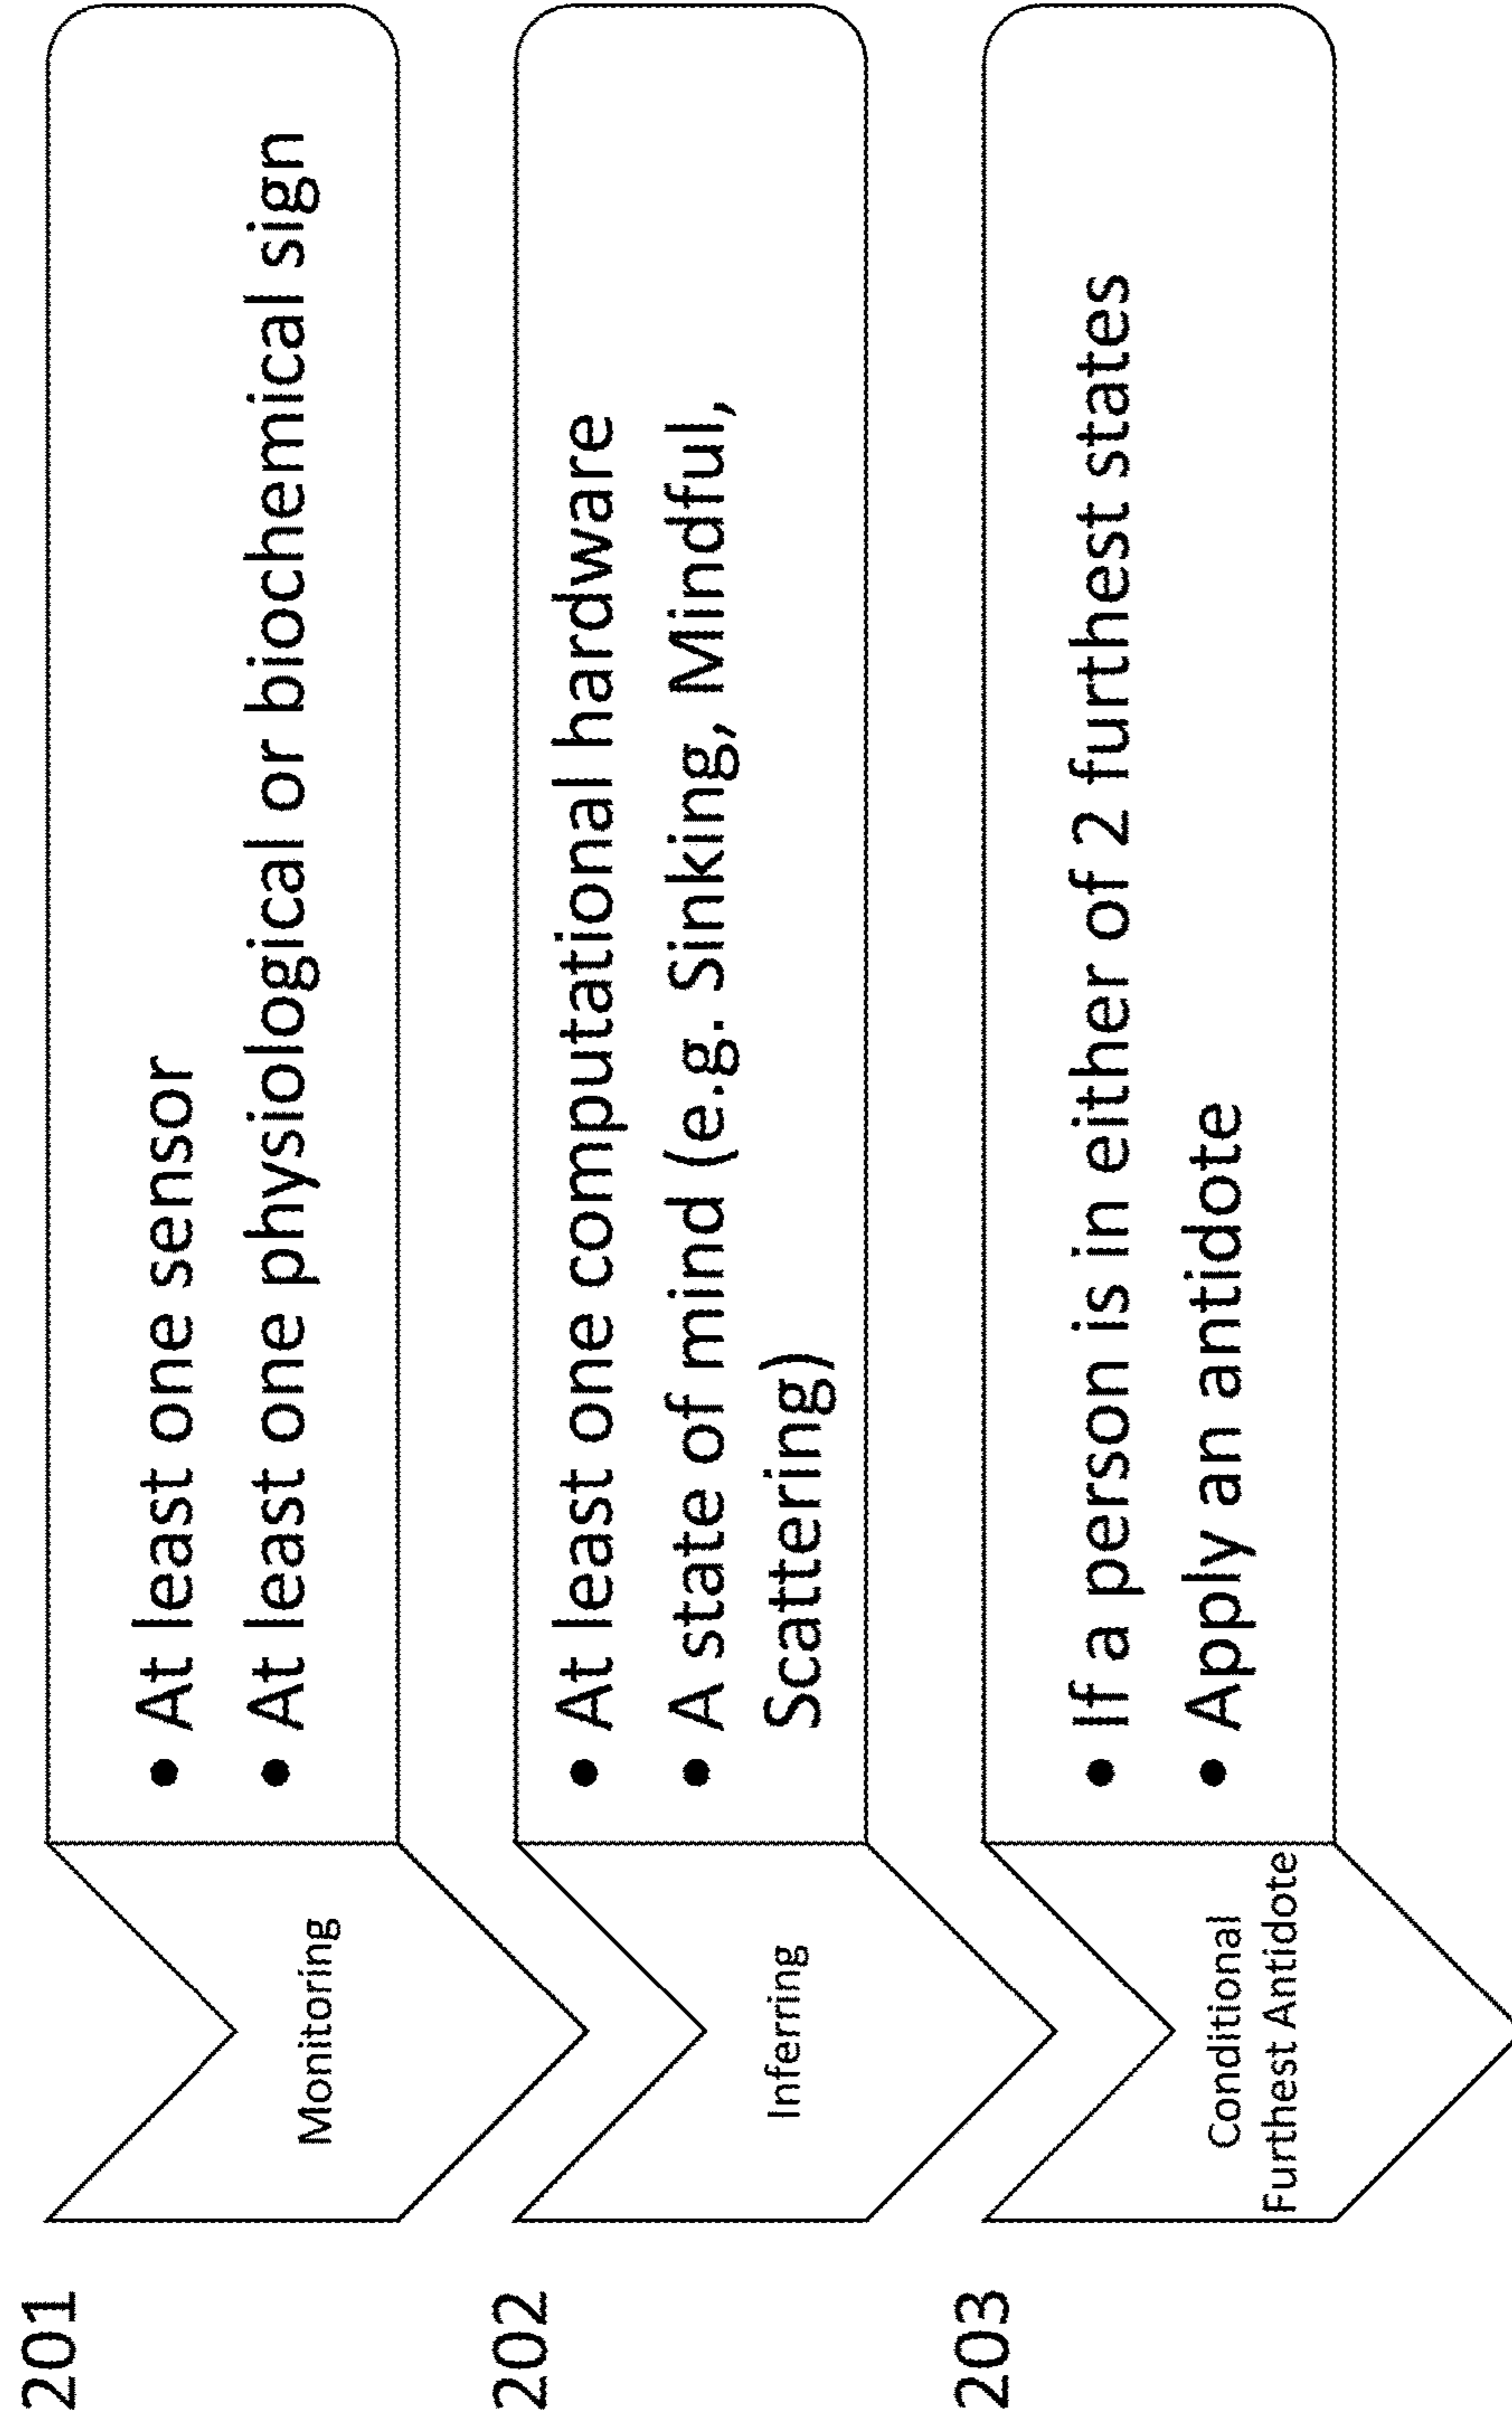 201
Monitoring
• At least one sensor
• At least one physiological or biochemical sign
202
Inferring
• At least one computational hardware
• A state of mind (e.g. Sinking, Mindful,
Scattering)
203
Conditional
Furthest Antidote
• If a person is in either of 2 furthest states
• Apply an antidote